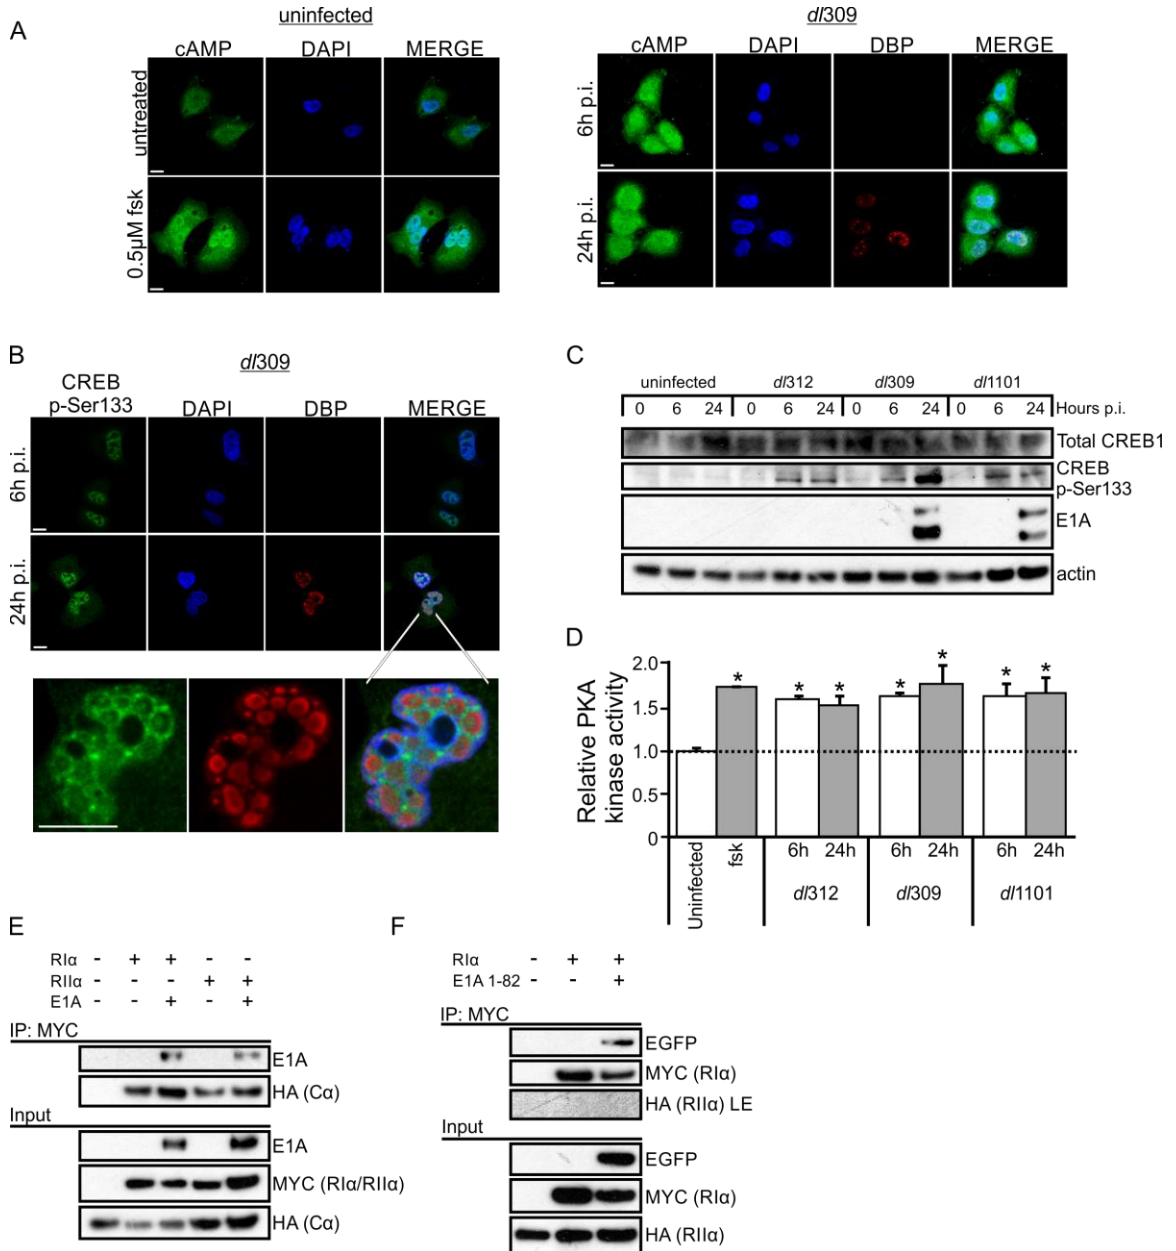 A
uninfected
cAMP DAPI MERGE
untreated
0.5µM fsk
dl309
cAMP DAPI DBP MERGE
6h p.i.
24h p.i.
B
dl309
CREB
p-Ser133 DAPI DBP MERGE
6h p.i.
24h p.i.
C
uninfected dl312 dl309 dl1101
0 6 24 0 6 24 0 6 24 0 6 24 Hours p.i.
Total CREB1
CREB
p-Ser133
E1A
actin
D
Relative PKA
kinase activity
2.0
1.5
1.0
0.5
0
* * * * * * *
Uninfected fsk 6h 24h 6h 24h 6h 24h
dl312 dl309 dl1101
E
RIα - + + - -
RIIα - - - + +
E1A - - + - +
IP: MYC
E1A
HA (Cα)
Input
E1A
MYC (RIα/RIIα)
HA (Cα)
F
RIα - + +
E1A 1-82 - - +
IP: MYC
EGFP
MYC (RIα)
HA (RIIα) LE
Input
EGFP
MYC (RIα)
HA (RIIα)